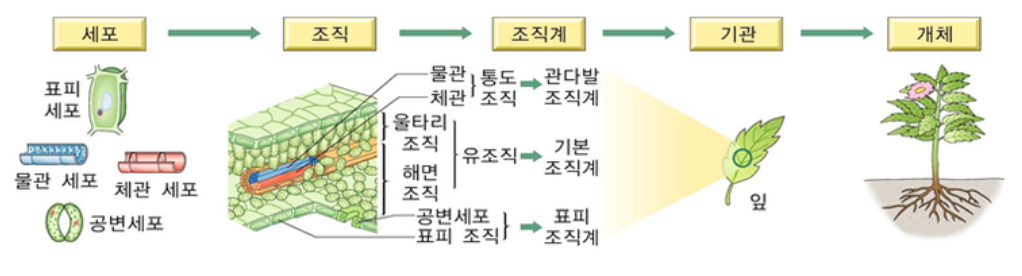 세포
조직
조직계
기관
개체
표피
세포
물관 세포
체관 세포
공변세포
물관
체관
통도
조직
관다발
조직계
울타리
조직
해면
조직
유조직
기본
조직계
공변세포
표피 조직
표피
조직계
잎